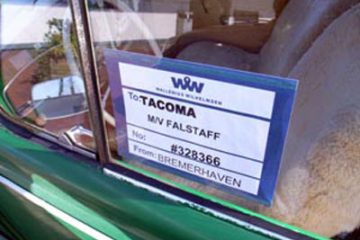 WW
WALLENIUS WILHELMSEN
To: TACOMA
M/V FALSTAFF
No: #328366
From: BREMERHAVEN